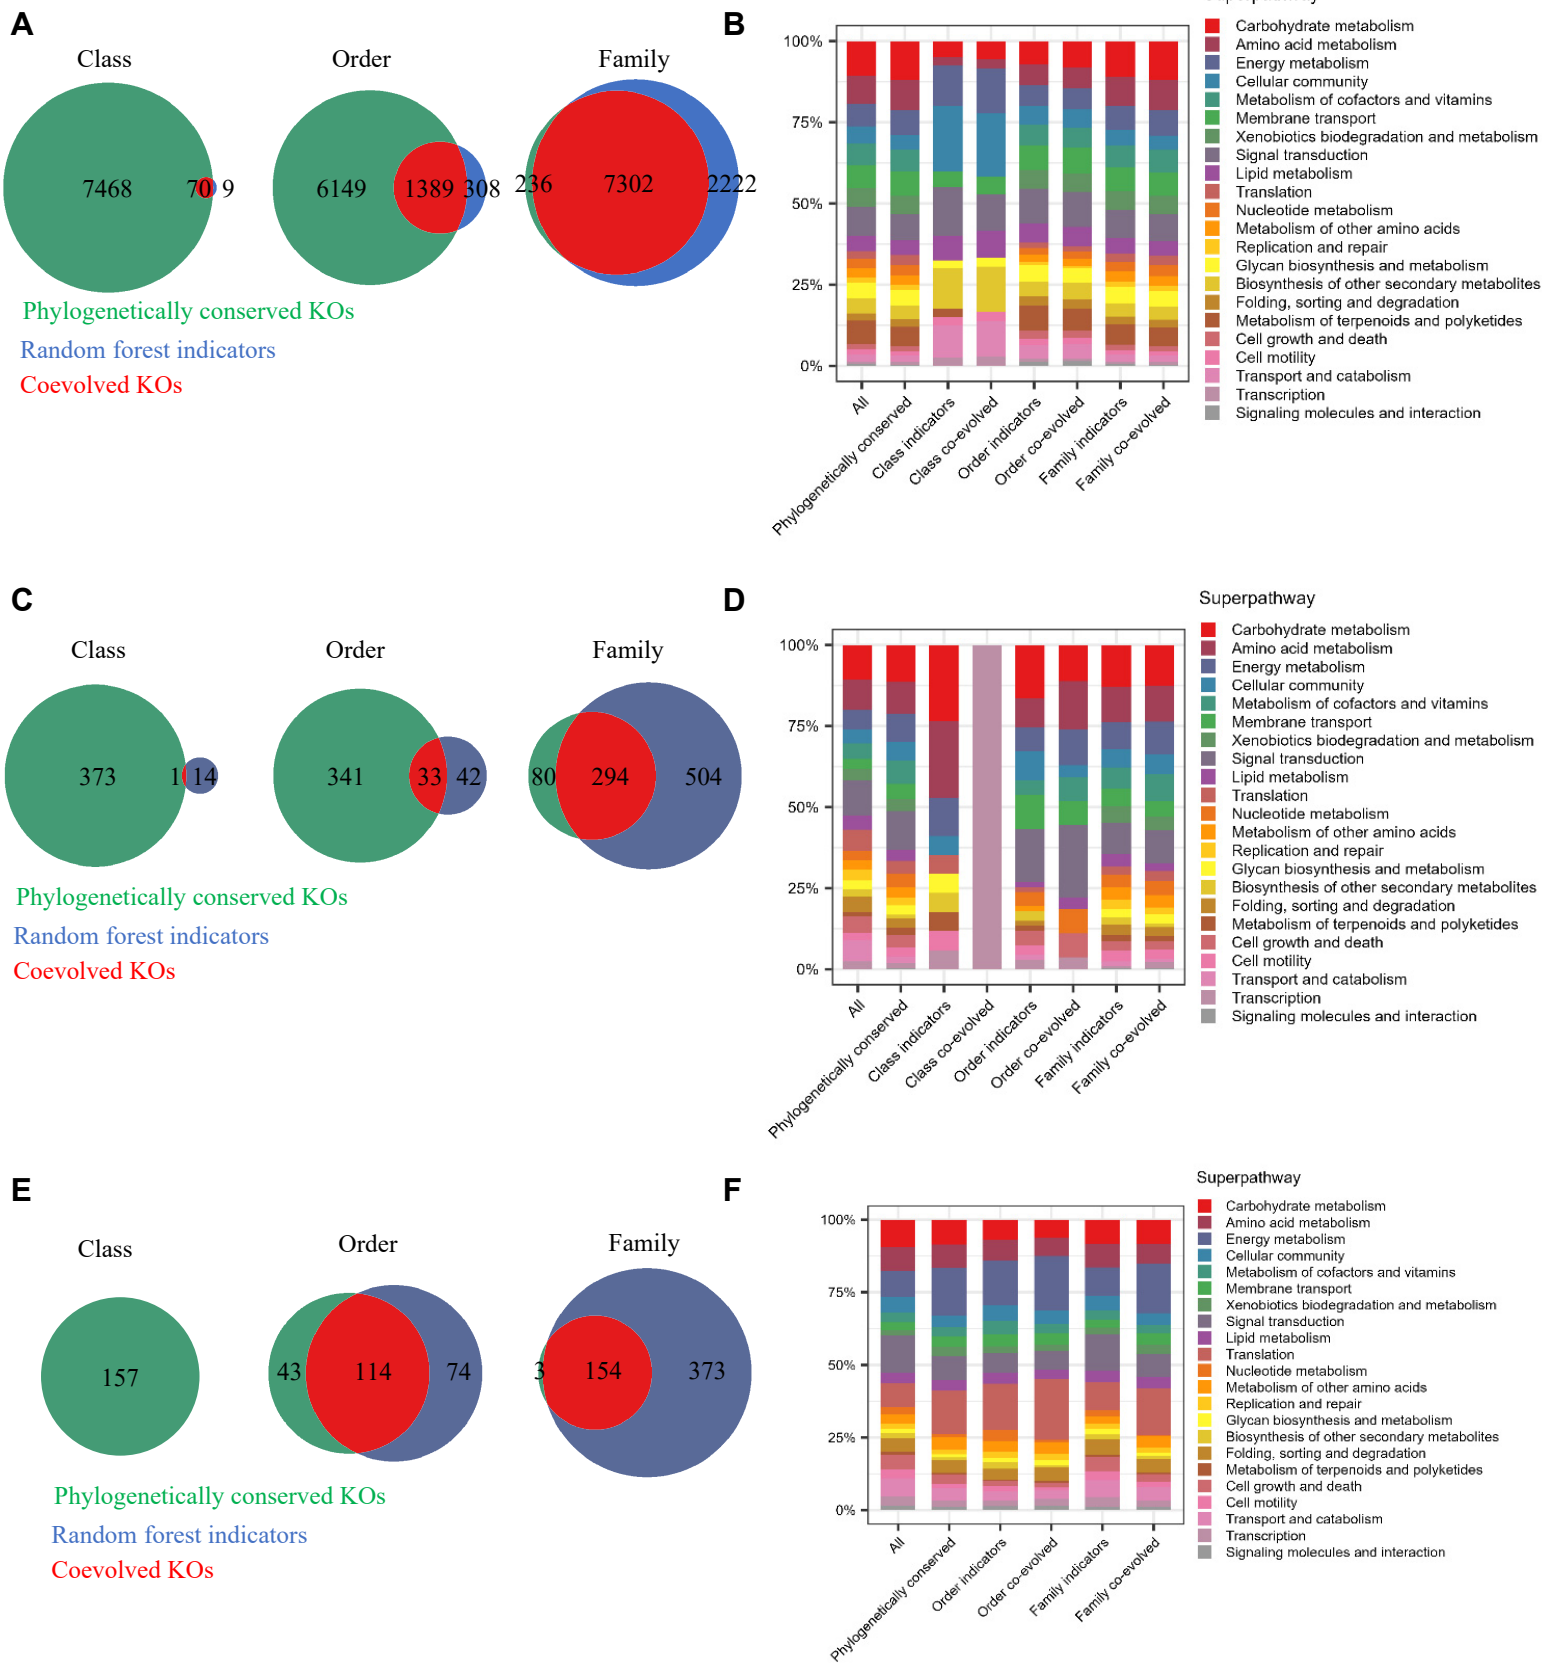 A
Class
Order
Family
7468
70
9
6149
1389
308
236
7302
2222
Phylogenetically conserved KOs
Random forest indicators
Coevolved KOs
B
100%
75%
50%
25%
0%
All
Phylogenetically conserved
Class indicators
Class co-evolved
Order indicators
Order co-evolved
Family indicators
Family co-evolved
Carbohydrate metabolism
Amino acid metabolism
Energy metabolism
Cellular community
Metabolism of cofactors and vitamins
Membrane transport
Xenobiotics biodegradation and metabolism
Signal transduction
Lipid metabolism
Translation
Nucleotide metabolism
Metabolism of other amino acids
Replication and repair
Glycan biosynthesis and metabolism
Biosynthesis of other secondary metabolites
Folding, sorting and degradation
Metabolism of terpenoids and polyketides
Cell growth and death
Cell motility
Transport and catabolism
Transcription
Signaling molecules and interaction
C
Class
Order
Family
373
1
14
341
33
42
80
294
504
Phylogenetically conserved KOs
Random forest indicators
Coevolved KOs
D
100%
75%
50%
25%
0%
All
Phylogenetically conserved
Class indicators
Class co-evolved
Order indicators
Order co-evolved
Family indicators
Family co-evolved
Superpathway
Carbohydrate metabolism
Amino acid metabolism
Energy metabolism
Cellular community
Metabolism of cofactors and vitamins
Membrane transport
Xenobiotics biodegradation and metabolism
Signal transduction
Lipid metabolism
Translation
Nucleotide metabolism
Metabolism of other amino acids
Replication and repair
Glycan biosynthesis and metabolism
Biosynthesis of other secondary metabolites
Folding, sorting and degradation
Metabolism of terpenoids and polyketides
Cell growth and death
Cell motility
Transport and catabolism
Transcription
Signaling molecules and interaction
E
Class
Order
Family
157
43
114
74
3
154
373
Phylogenetically conserved KOs
Random forest indicators
Coevolved KOs
F
100%
75%
50%
25%
0%
All
Phylogenetically conserved
Order indicators
Order co-evolved
Family indicators
Family co-evolved
Superpathway
Carbohydrate metabolism
Amino acid metabolism
Energy metabolism
Cellular community
Metabolism of cofactors and vitamins
Membrane transport
Xenobiotics biodegradation and metabolism
Signal transduction
Lipid metabolism
Translation
Nucleotide metabolism
Metabolism of other amino acids
Replication and repair
Glycan biosynthesis and metabolism
Biosynthesis of other secondary metabolites
Folding, sorting and degradation
Metabolism of terpenoids and polyketides
Cell growth and death
Cell motility
Transport and catabolism
Transcription
Signaling molecules and interaction